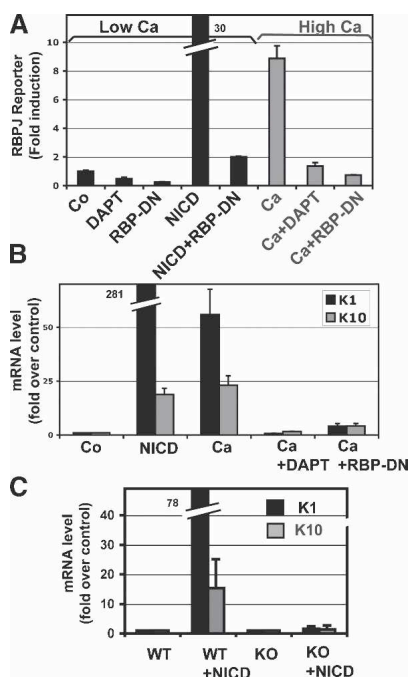 A
Low Ca
30
High Ca
RBPJ Reporter
(Fold induction)
10
8
6
4
2
0
Co
DAPT
RBP-DN
NICD
NICD+RBP-DN
Ca
Ca+DAPT
Ca+RBP-DN
B
281
K1
K10
mRNA level
(fold over control)
50
25
0
Co
NICD
Ca
Ca
+DAPT
Ca
+RBP-DN
C
78
K1
K10
mRNA level
(fold over control)
40
30
20
10
0
WT
WT
+NICD
KO
KO
+NICD